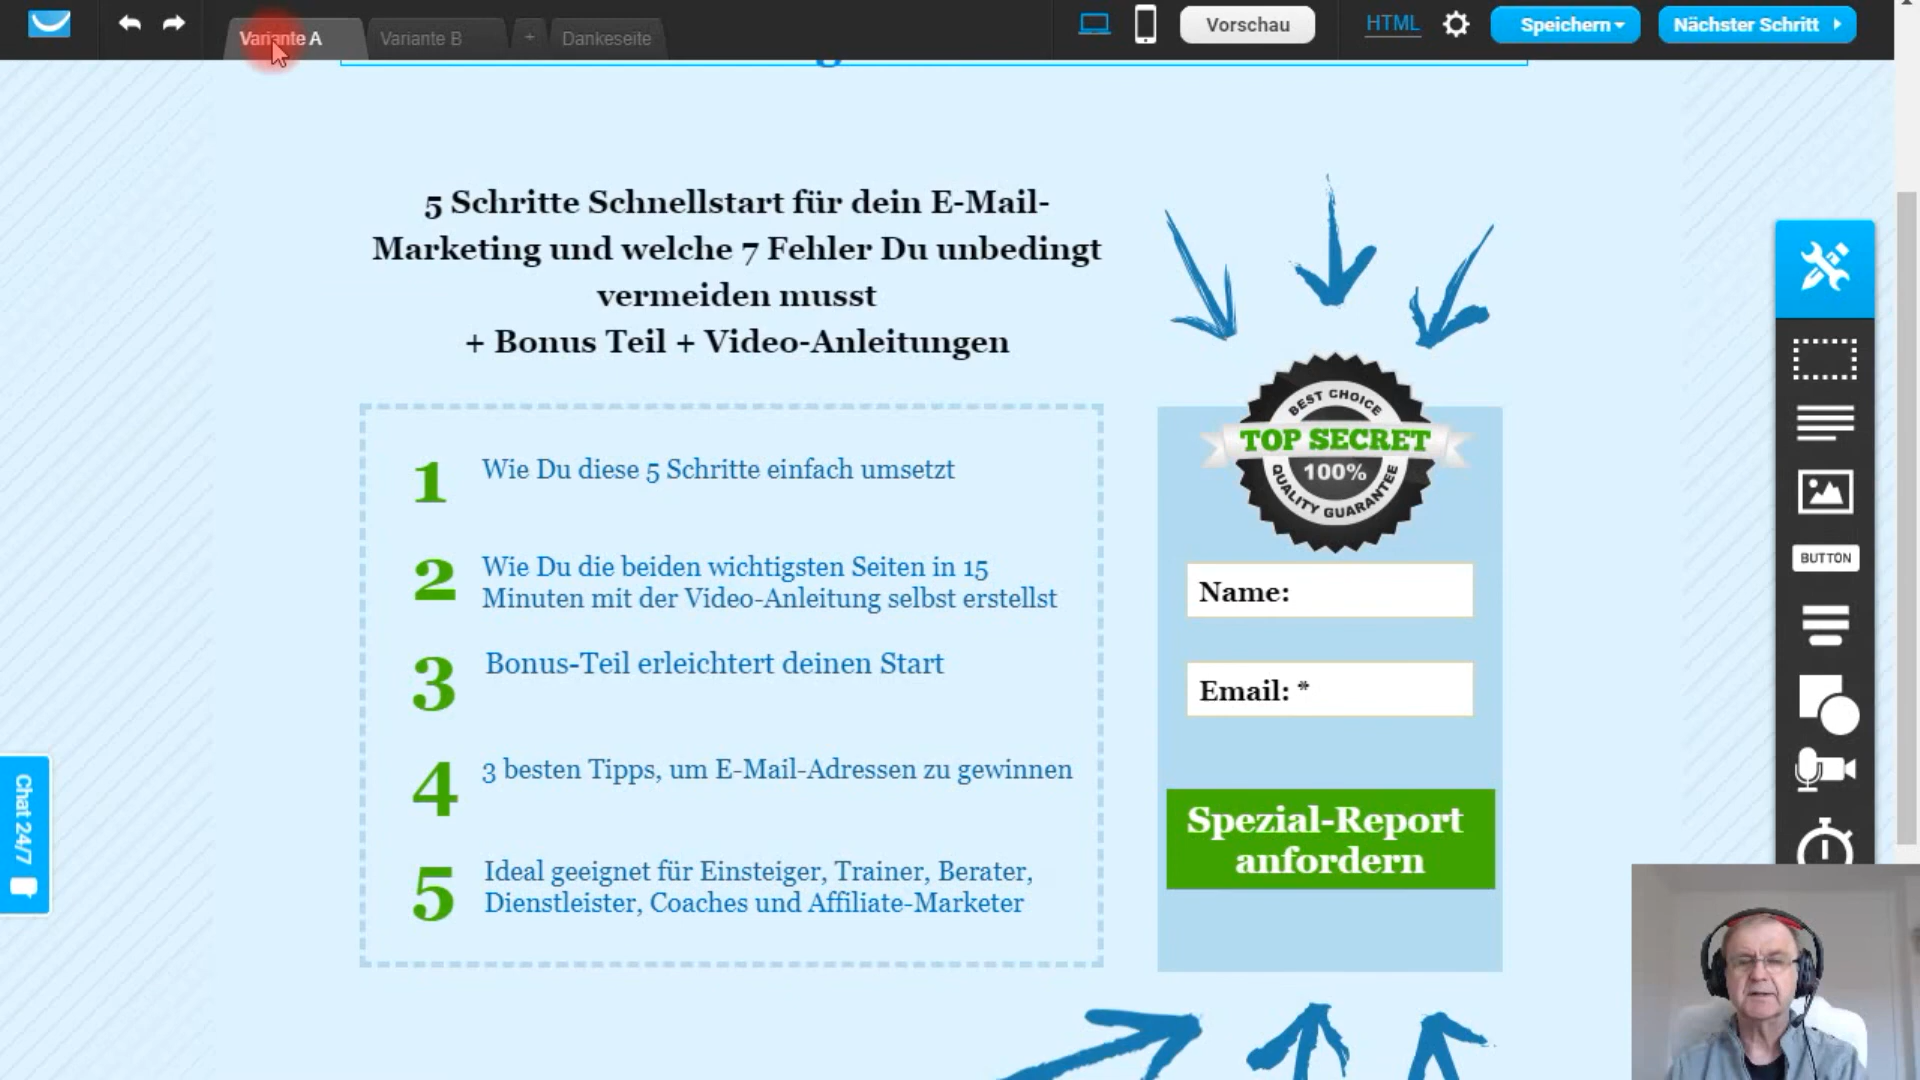 Variante A
Variante B
+
Dankeseite
Vorschau
HTML
Speichern
Nächster Schritt
5 Schritte Schnellstart für dein E-Mail-
Marketing und welche 7 Fehler Du unbedingt
vermeiden musst
+ Bonus Teil + Video-Anleitungen
1 Wie Du diese 5 Schritte einfach umsetzt
2 Wie Du die beiden wichtigsten Seiten in 15
Minuten mit der Video-Anleitung selbst erstellst
3 Bonus-Teil erleichtert deinen Start
4 3 besten Tipps, um E-Mail-Adressen zu gewinnen
5 Ideal geeignet für Einsteiger, Trainer, Berater,
Dienstleister, Coaches und Affiliate-Marketer
BEST CHOICE
TOP SECRET
100%
QUALITY GUARANTEE
Name:
Email: *
Spezial-Report
anfordern
BUTTON
Chat 24/7